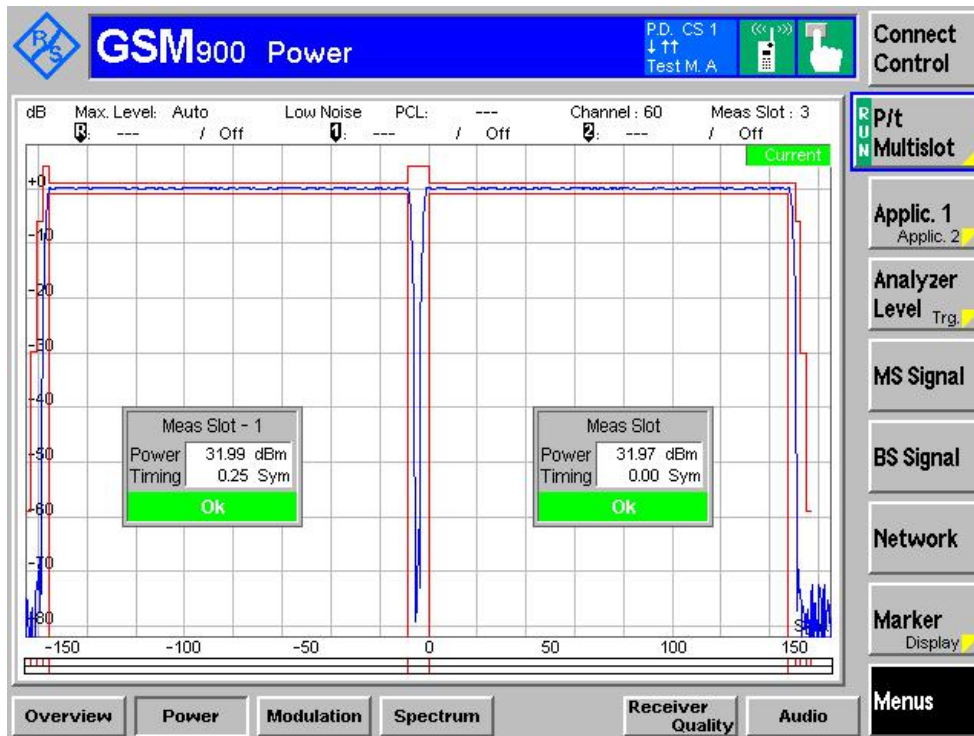 R/S
GSM900 Power
P.D. CS 1
Test M. A
Connect
Control
dB Max. Level: Auto Low Noise PCL: --- Channel : 60 Meas Slot : 3
R: --- / Off 1: --- / Off 2: --- / Off
Current
RUN
P/t
Multislot
Applic. 1
Applic. 2
Analyzer
Level Trg.
MS Signal
BS Signal
Network
Marker
Display
Menus
+0
-10
-20
-30
-40
-50
-60
-70
-80
Meas Slot - 1
Power 31.99 dBm
Timing 0.25 Sym
Ok
Meas Slot
Power 31.97 dBm
Timing 0.00 Sym
Ok
-150 -100 -50 0 50 100 150
Overview Power Modulation Spectrum Receiver Quality Audio